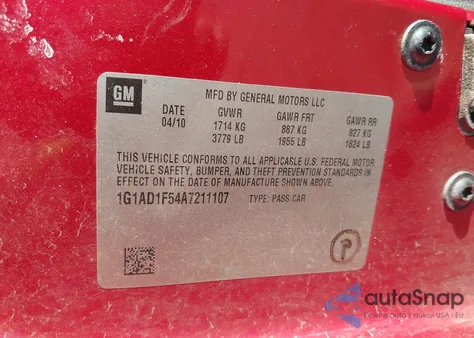 GM
MFD BY GENERAL MOTORS LLC
DATE GVWR GAWR FRT GAWR RR
04/10 1714 KG 887 KG 827 KG
3779 LB 1955 LB 1824 LB
THIS VEHICLE CONFORMS TO ALL APPLICABLE U.S. FEDERAL MOTOR
VEHICLE SAFETY, BUMPER, AND THEFT PREVENTION STANDARDS
IN EFFECT ON THE DATE OF MANUFACTURE SHOWN ABOVE.
1G1AD1F54A7211107 TYPE: PASS CAR
P
autoSnap